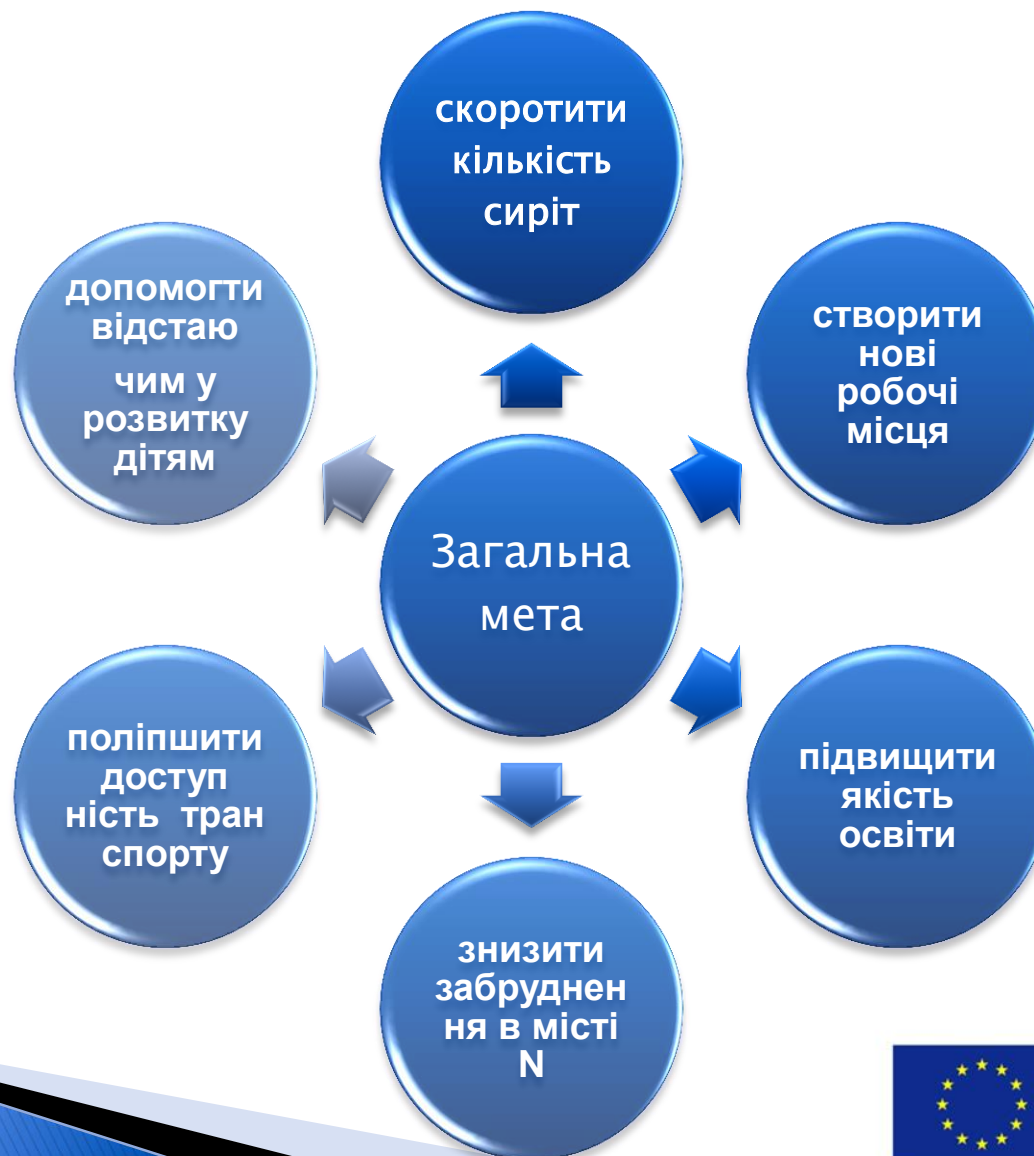 скоротити
кількість
сиріт
створити
нові
робочі
місця
підвищити
якість
освіти
знизити
забруднен
ня в місті
N
поліпшити
доступ
ність тран
спорту
допомогти
відстаю
чим у
розвитку
дітям
Загальна
мета